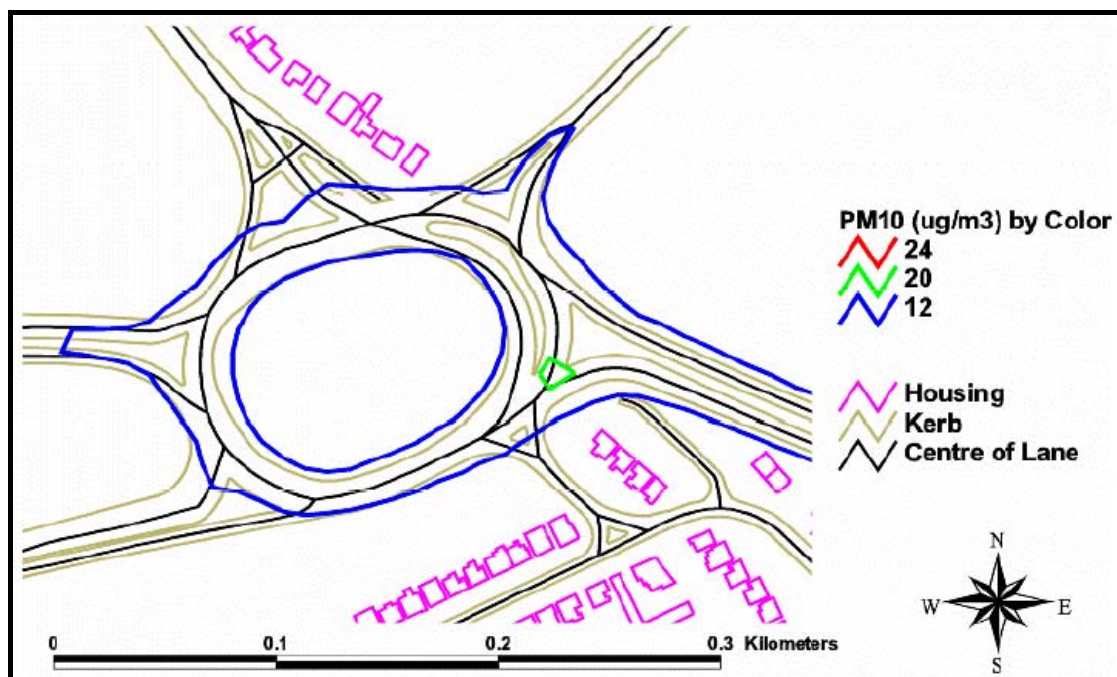 PM10 (ug/m3) by Color
24
20
12
Housing
Kerb
Centre of Lane
N
W E
S
0 0.1 0.2 0.3 Kilometers